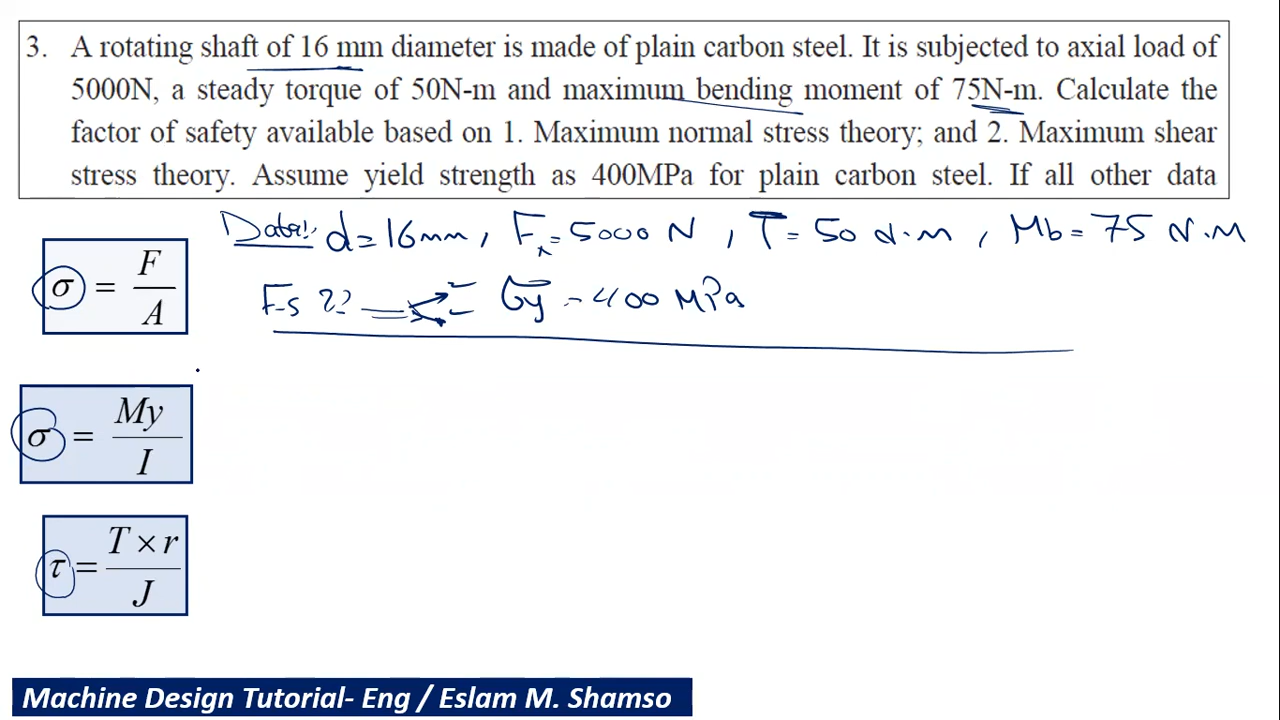 3. A rotating shaft of 16 mm diameter is made of plain carbon steel. It is subjected to axial load of
5000N, a steady torque of 50N-m and maximum bending moment of 75N-m. Calculate the
factor of safety available based on 1. Maximum normal stress theory; and 2. Maximum shear
stress theory. Assume yield strength as 400MPa for plain carbon steel. If all other data
d = 16 mm, Fx = 5000 N, T = 50 N.m, Mb = 75 N.M
σ = F / A
F.s ?? σy = 400 MPa
σ = My / I
τ = T × r / J
Machine Design Tutorial- Eng / Eslam M. Shamso